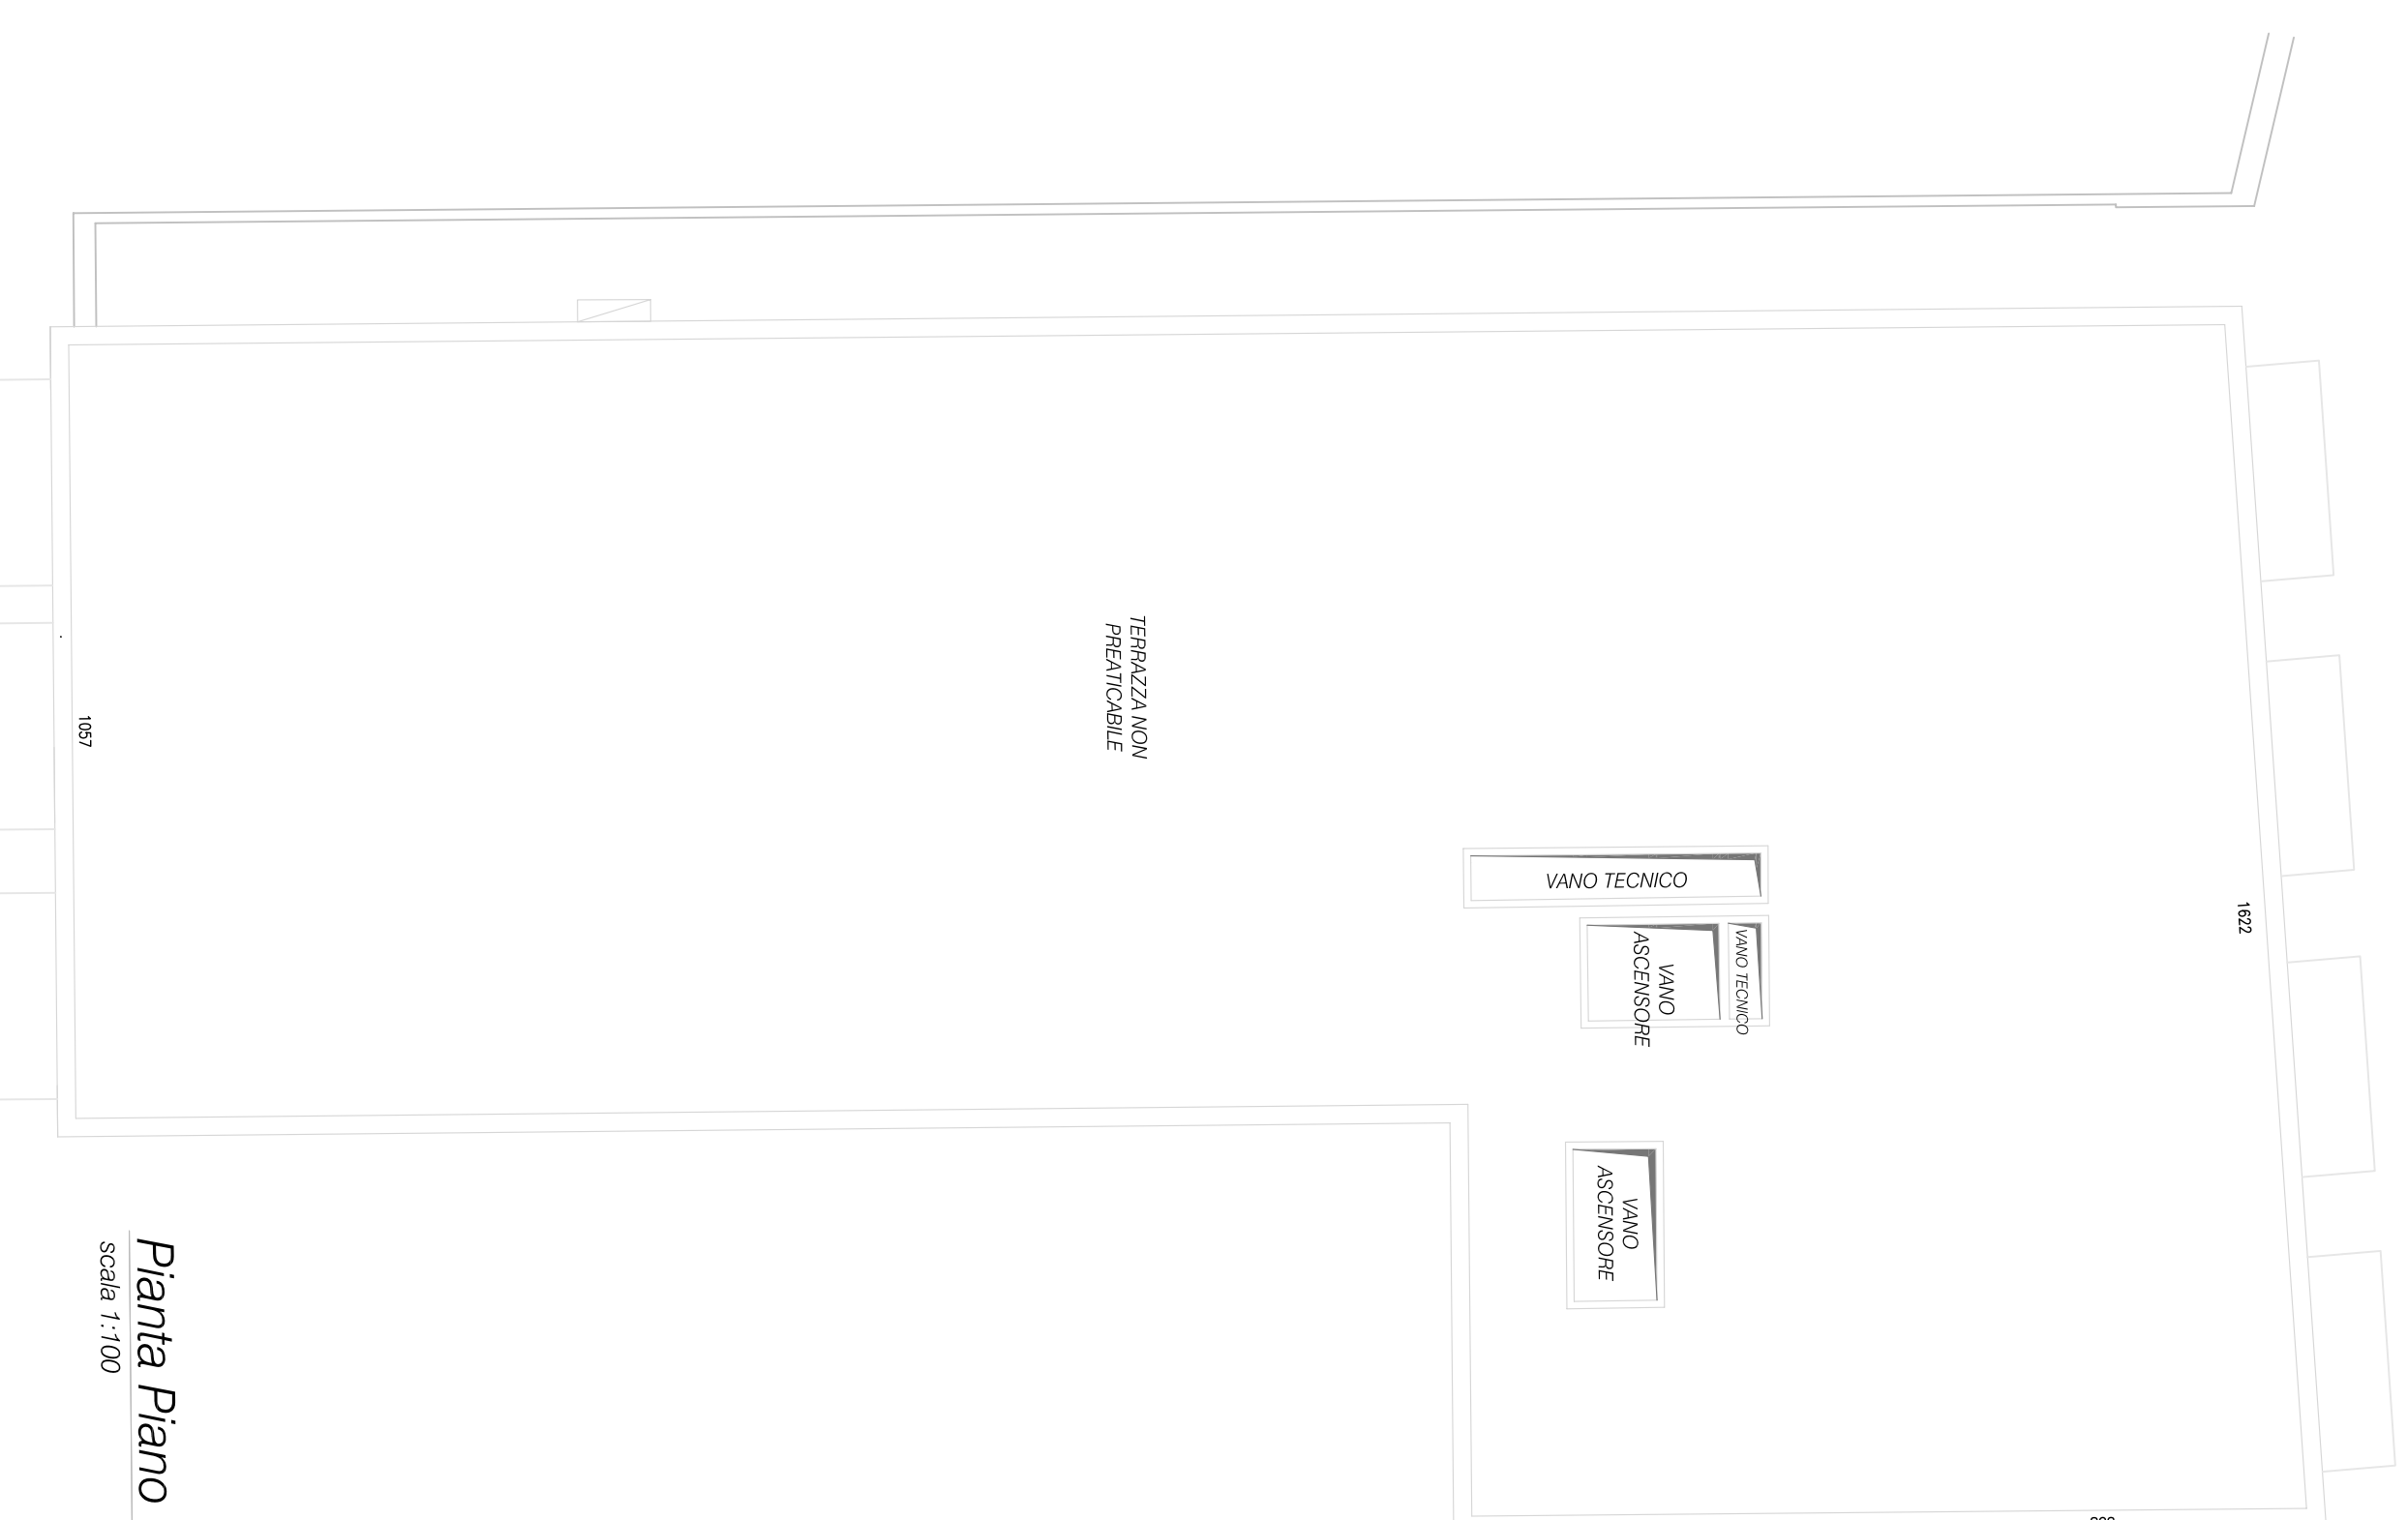 TERRAZZA NON
PREATICABILE
1057
1622
VANO TECNICO
VANO
ASCENSORE
VANO TECNICO
VANO
ASCENSORE
Pianta Piano
scala 1:100